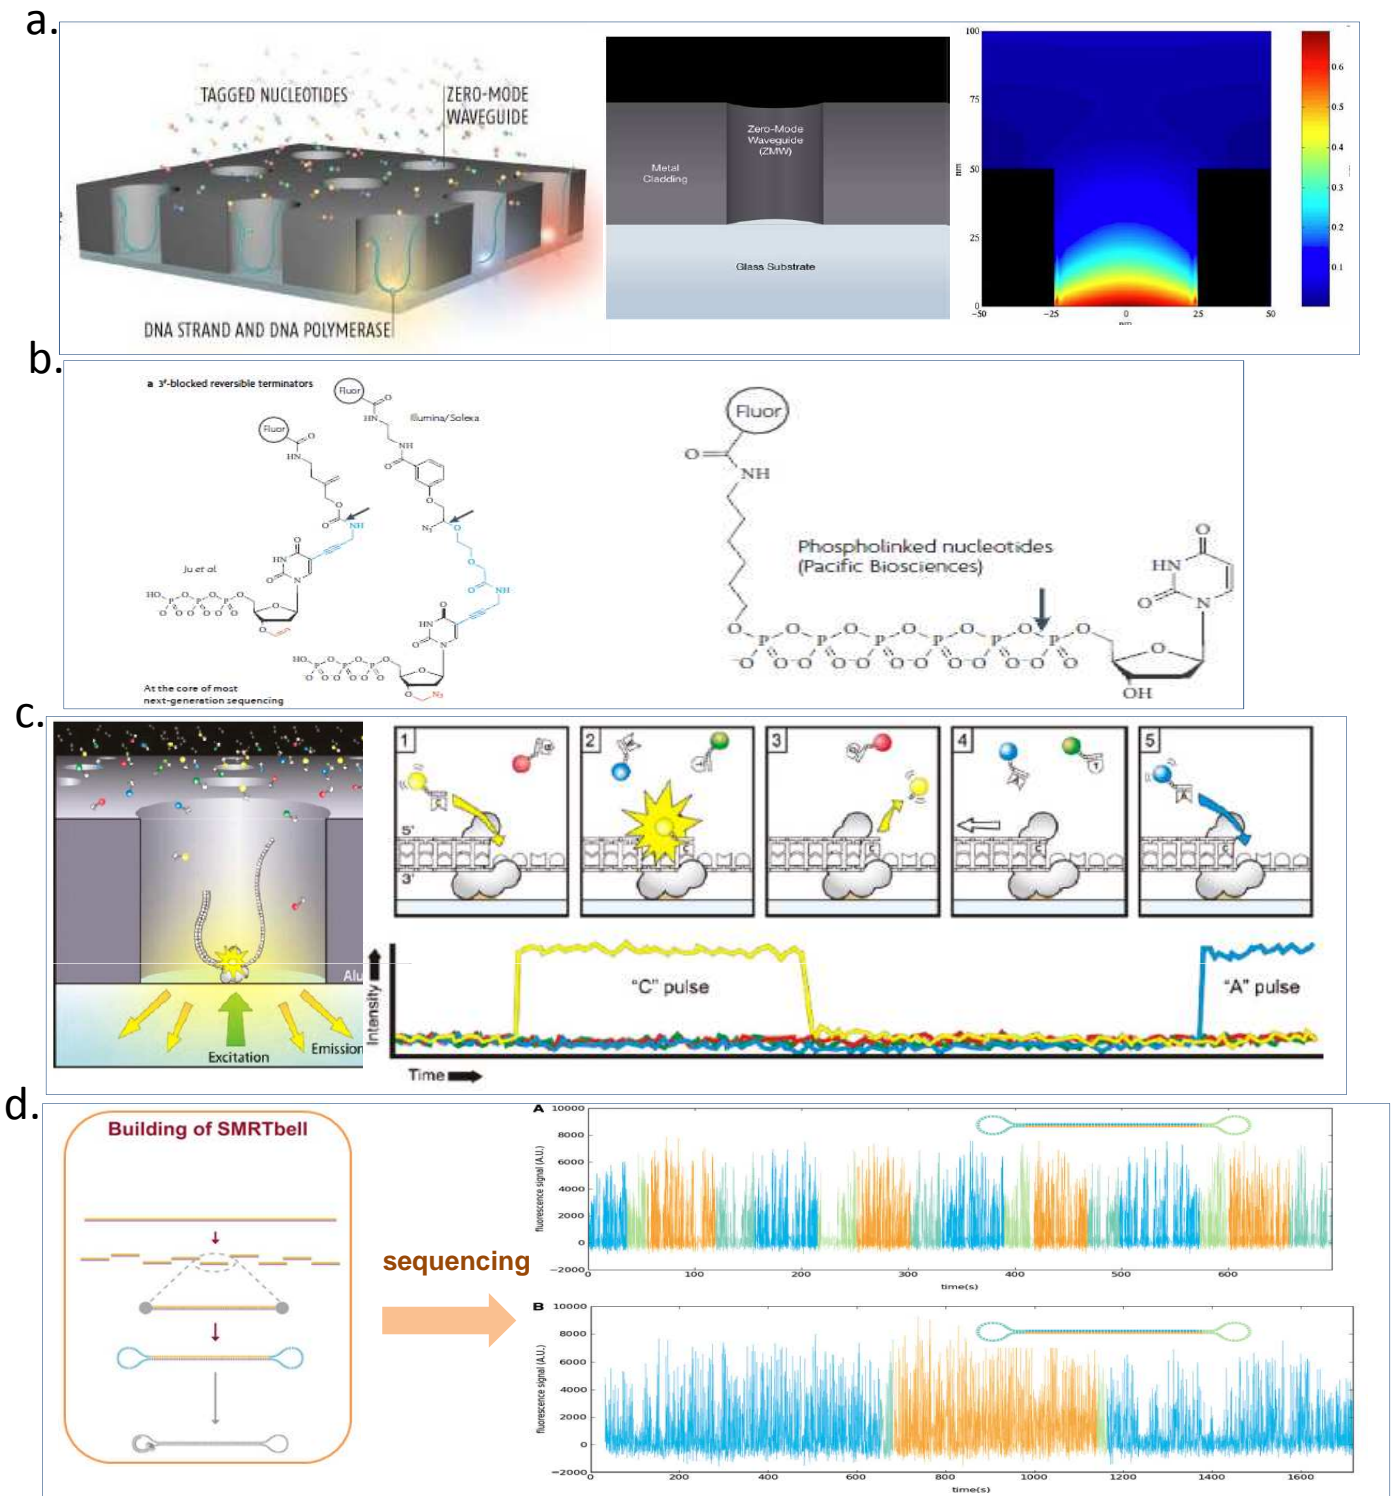 a.
TAGGED NUCLEOTIDES
ZERO-MODE
WAVEGUIDE
DNA STRAND AND DNA POLYMERASE
Zero-Mode
Waveguide
(ZMW)
Metal
Cladding
Glass Substrate
100
75
50
25
0
nm
-50
-25
0
25
50
nm
0.6
0.5
0.4
0.3
0.2
0.1
b.
a 3'-blocked reversible terminators
Fluor
Illumina/Solexa
Fluor
Ju et al.
At the core of most
next-generation sequencing
Fluor
Phospholinked nucleotides
(Pacific Biosciences)
c.
Alu
Excitation
Emission
1
2
3
4
5
5'
3'
Intensity
"C" pulse
"A" pulse
Time
d.
Building of SMRTbell
sequencing
A
10000
8000
6000
4000
2000
0
−2000
fluorescence signal (A.U.)
0
100
200
300
400
500
600
time(s)
B
10000
8000
6000
4000
2000
0
−2000
fluorescence signal (A.U.)
0
200
400
600
800
1000
1200
1400
1600
time(s)